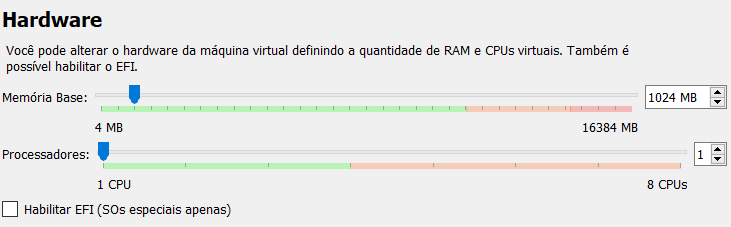 Hardware
Você pode alterar o hardware da máquina virtual definindo a quantidade de RAM e CPUs virtuais. Também é
possível habilitar o EFI.
Memória Base: 1024 MB
4 MB 16384 MB
Processadores: 1
1 CPU 8 CPUs
Habilitar EFI (SOs especiais apenas)